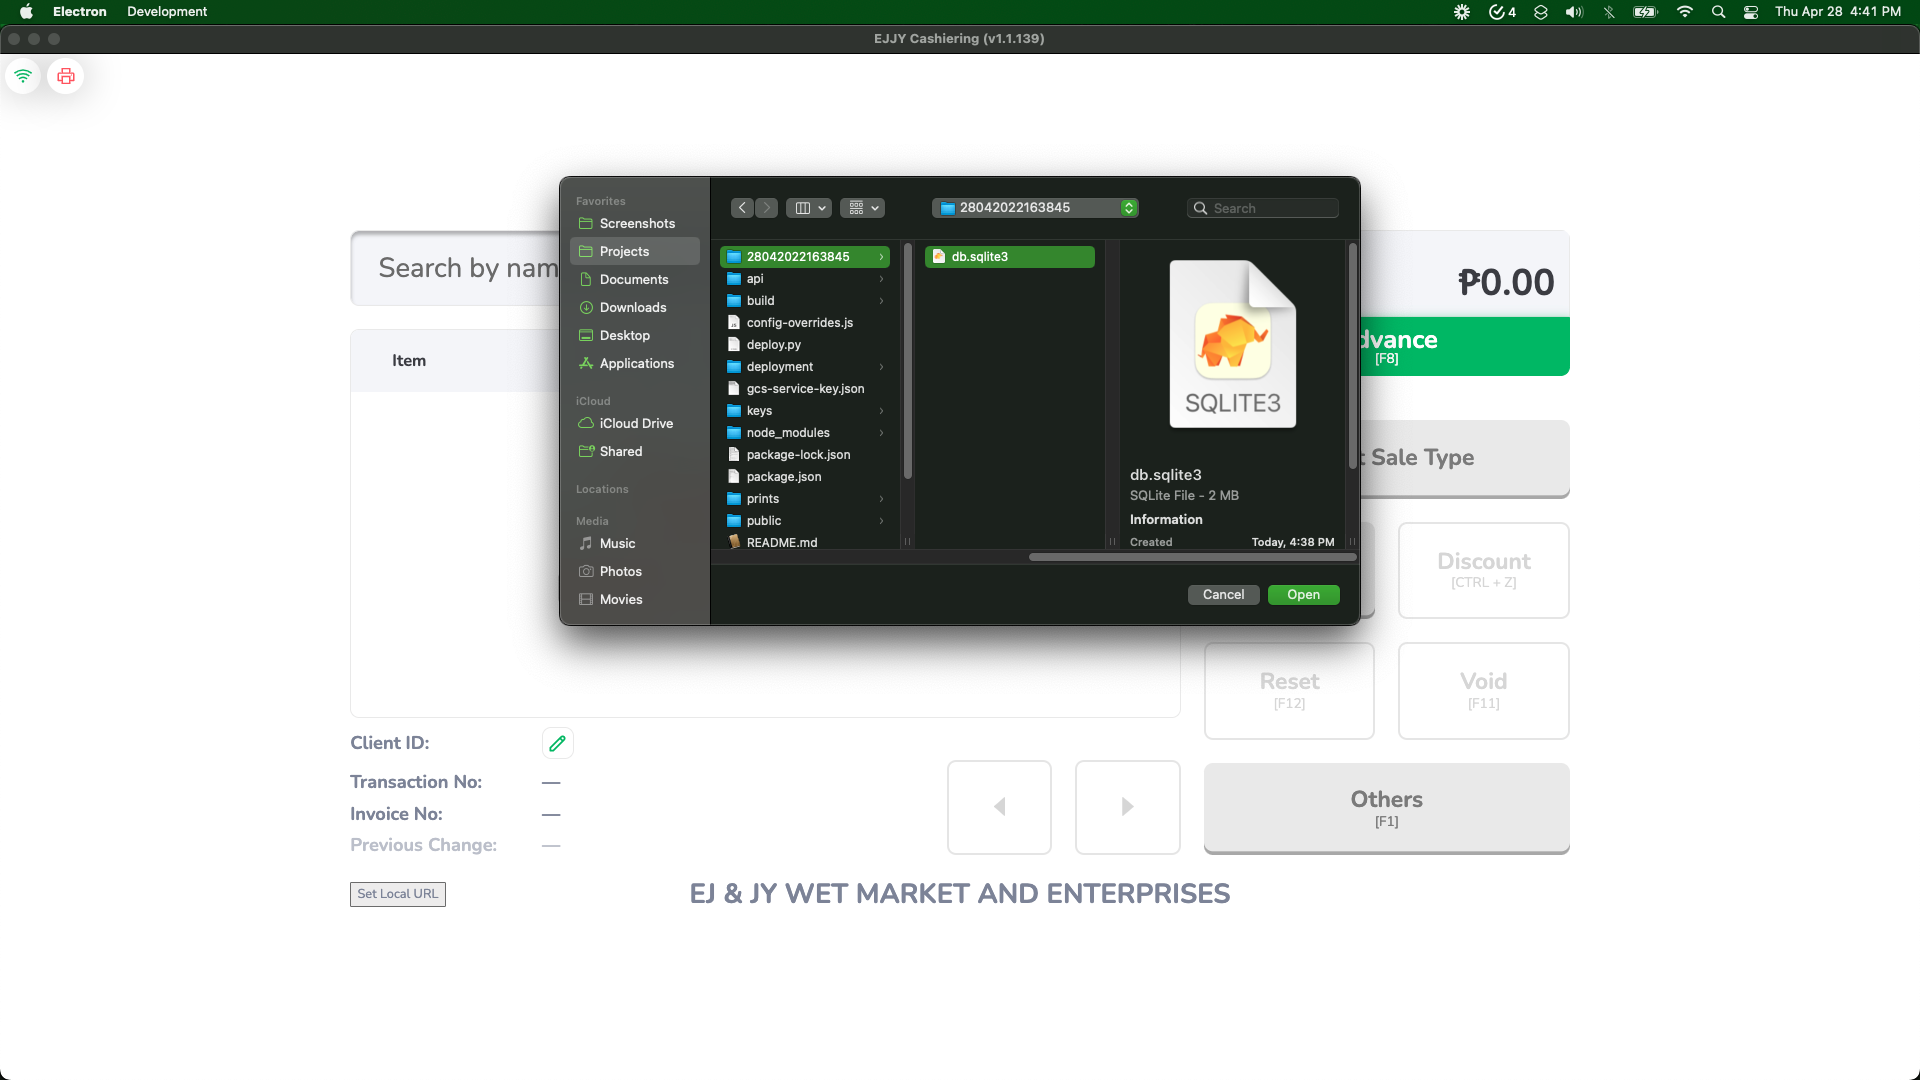 Electron Development 4 Thu Apr 28 4:41 PM
EJJY Cashiering (v1.1.139)
Favorites
Screenshots
Projects
Documents
Downloads
Desktop
Applications
iCloud
iCloud Drive
Shared
Locations
Media
Music
Photos
Movies
28042022163845
Search
28042022163845
api
build
config-overrides.js
deploy.py
deployment
gcs-service-key.json
keys
node_modules
package-lock.json
package.json
prints
public
README.md
db.sqlite3
SQLITE3
db.sqlite3
SQLite File - 2 MB
Information
Created Today, 4:38 PM
Cancel Open
Search by nam
Item
₱0.00
dvance
[F8]
t Sale Type
Discount
[CTRL + Z]
Reset
[F12]
Void
[F11]
Others
[F1]
Client ID:
Transaction No: —
Invoice No: —
Previous Change: —
Set Local URL
EJ & JY WET MARKET AND ENTERPRISES